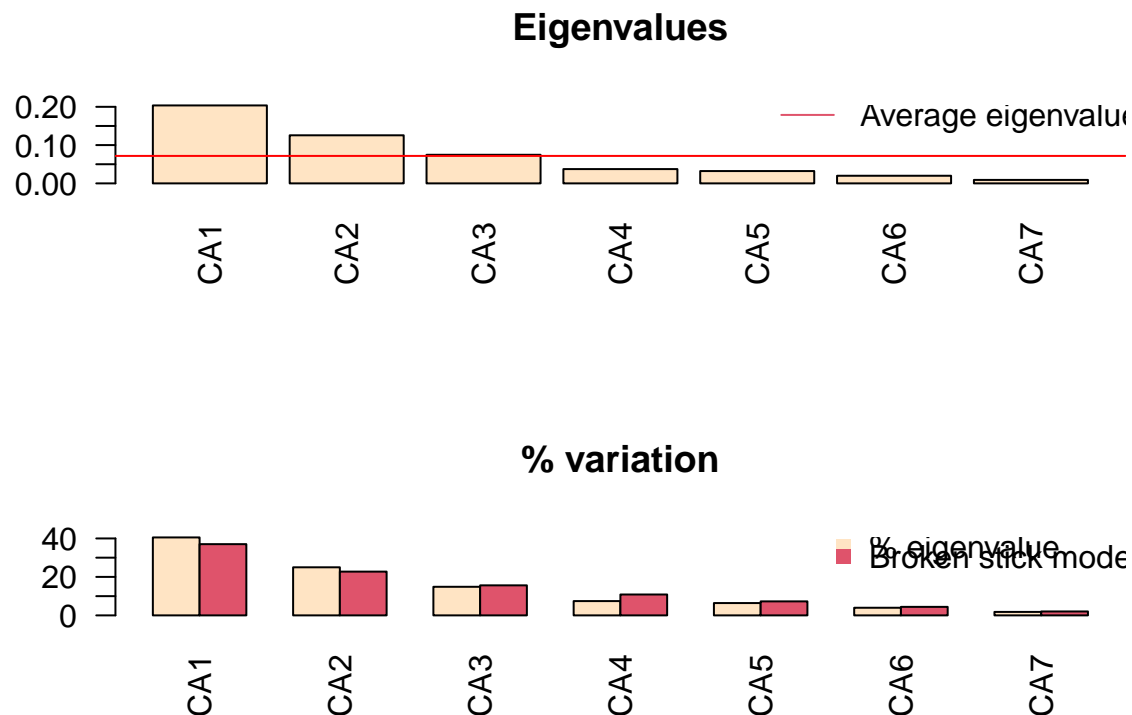 Eigenvalues
0.20
0.10
0.00
Average eigenvalue
CA1 CA2 CA3 CA4 CA5 CA6 CA7
% variation
40
20
0
% eigenvalue
Broken stick mode
CA1 CA2 CA3 CA4 CA5 CA6 CA7